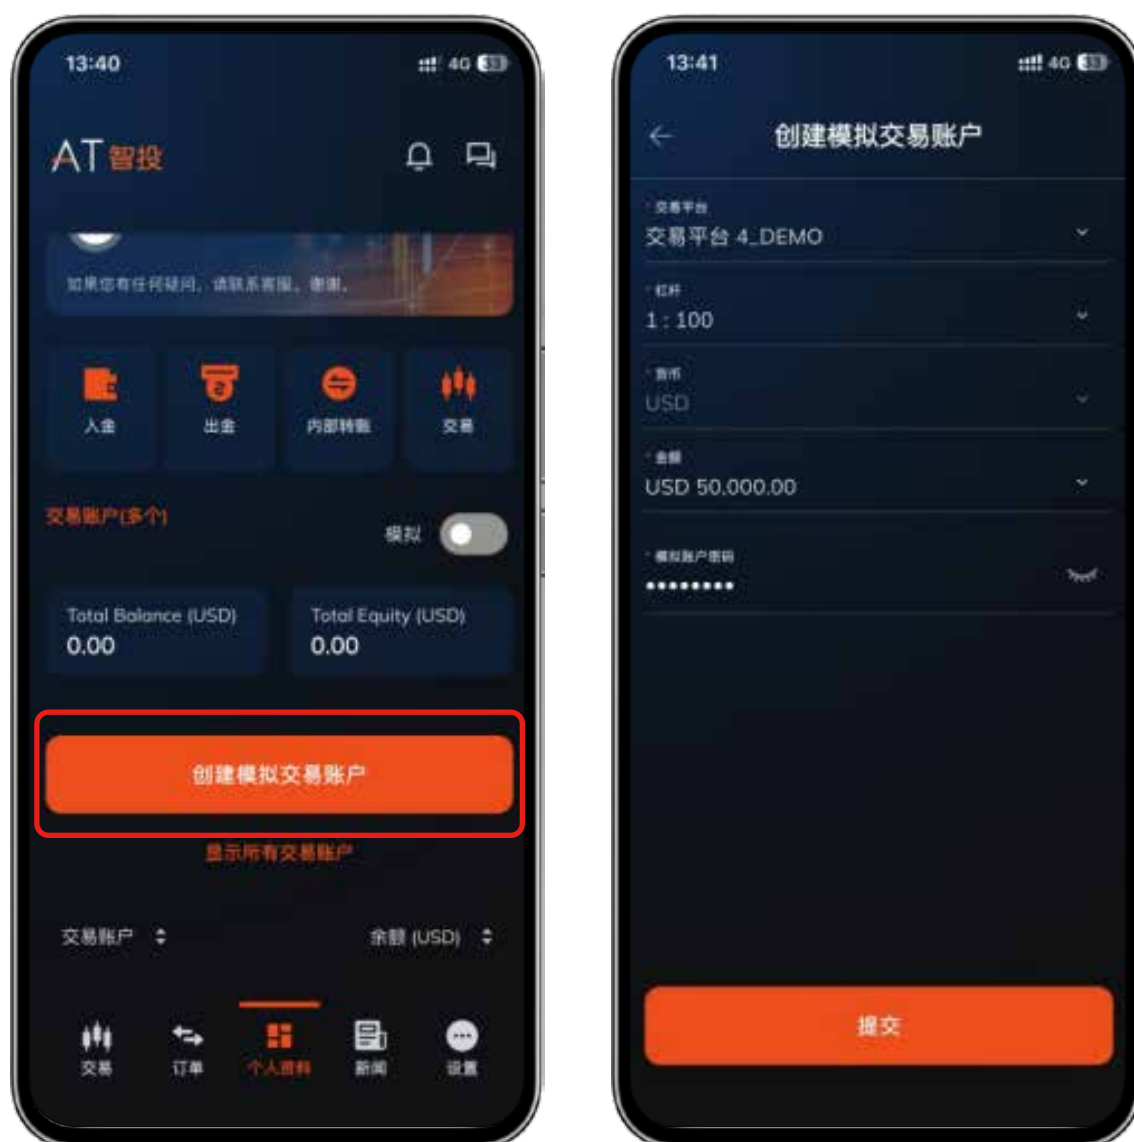 13:40
4G 33
AT智投
如果您有任何疑问，请联系客服。谢谢。
入金
出金
内部转账
交易
交易账户(多个)
模拟
Total Balance (USD)
0.00
Total Equity (USD)
0.00
创建模拟交易账户
显示所有交易账户
交易账户
余额 (USD)
交易
订单
个人资料
新闻
设置
13:41
4G 33
创建模拟交易账户
* 交易平台
交易平台 4_DEMO
* 杠杆
1 : 100
* 货币
USD
* 金额
USD 50,000.00
* 模拟账户密码
••••••••
提交